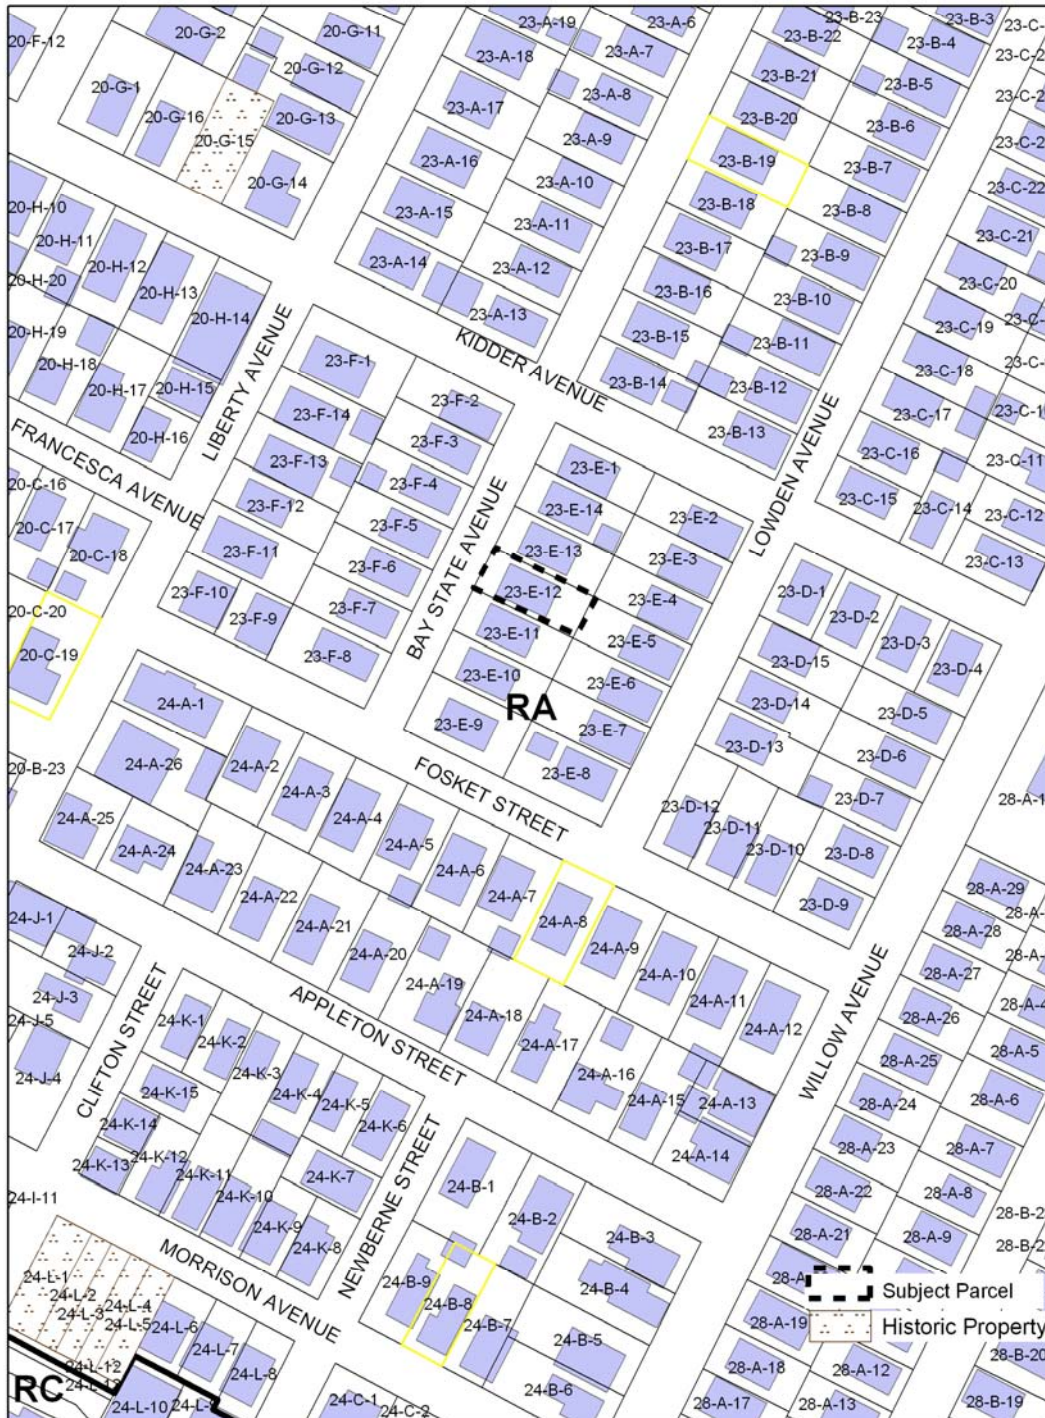 20-F-12
20-G-2
20-G-11
20-G-12
20-G-1
20-G-16
20-G-15
20-G-13
20-G-14
23-A-19
23-A-6
23-A-18
23-A-7
23-A-17
23-A-8
23-A-9
23-A-16
23-A-10
23-A-15
23-A-11
23-A-14
23-A-12
23-A-13
23-B-23
23-B-3
23-B-22
23-B-4
23-B-21
23-B-5
23-B-20
23-B-6
23-B-19
23-B-7
23-B-18
23-B-8
23-B-17
23-B-9
23-B-16
23-B-10
23-B-15
23-B-11
23-B-14
23-B-12
23-B-13
23-C-22
23-C-21
23-C-20
23-C-19
23-C-18
23-C-17
23-C-16
23-C-11
23-C-15
23-C-14
23-C-12
23-C-13
20-H-10
20-H-11
20-H-12
20-H-20
20-H-13
20-H-14
20-H-19
20-H-18
20-H-17
20-H-15
20-H-16
LIBERTY AVENUE
KIDDER AVENUE
FRANCESCA AVENUE
BAY STATE AVENUE
LOWDEN AVENUE
23-F-1
23-F-2
23-F-14
23-F-3
23-F-13
23-F-4
23-F-12
23-F-5
23-F-11
23-F-6
23-F-10
23-F-7
23-F-9
23-F-8
23-E-1
23-E-14
23-E-2
23-E-13
23-E-3
23-E-12
23-E-4
23-E-11
23-E-5
23-E-10
23-E-6
RA
23-E-9
23-E-7
23-E-8
20-C-16
20-C-17
20-C-18
20-C-20
20-C-19
20-B-23
23-D-1
23-D-2
23-D-3
23-D-4
23-D-15
23-D-14
23-D-5
23-D-13
23-D-6
23-D-12
23-D-7
23-D-11
23-D-10
23-D-8
23-D-9
FOSKET STREET
24-A-1
24-A-26
24-A-2
24-A-3
24-A-25
24-A-4
24-A-24
24-A-5
24-A-23
24-A-6
24-A-22
24-A-7
24-A-21
24-A-8
24-A-20
24-A-9
24-A-19
24-A-10
24-A-18
24-A-11
24-A-17
24-A-12
24-A-16
24-A-15
24-A-13
24-A-14
APPLETON STREET
WILLOW AVENUE
CLIFTON STREET
24-J-1
24-J-2
24-J-3
24-J-5
24-J-4
24-K-1
24-K-2
24-K-3
24-K-4
24-K-15
24-K-5
24-K-14
24-K-6
24-K-12
24-K-13
24-K-11
24-K-7
24-K-10
24-K-9
24-K-8
NEWBERNE STREET
MORRISON AVENUE
24-I-11
24-L-1
24-L-2
24-L-3
24-L-4
24-L-5
24-L-6
24-L-7
24-L-8
24-L-12
24-L-10
RC
24-B-1
24-B-2
24-B-3
24-B-9
24-B-4
24-B-8
24-B-7
24-B-5
24-B-6
24-C-1
24-C-2
28-A-29
28-A-28
28-A-27
28-A-26
28-A-25
28-A-5
28-A-24
28-A-6
28-A-23
28-A-7
28-A-22
28-A-8
28-A-21
28-A-9
28-A-19
28-A-18
28-A-12
28-A-17
28-A-13
28-B-20
28-B-19
Subject Parcel
Historic Property